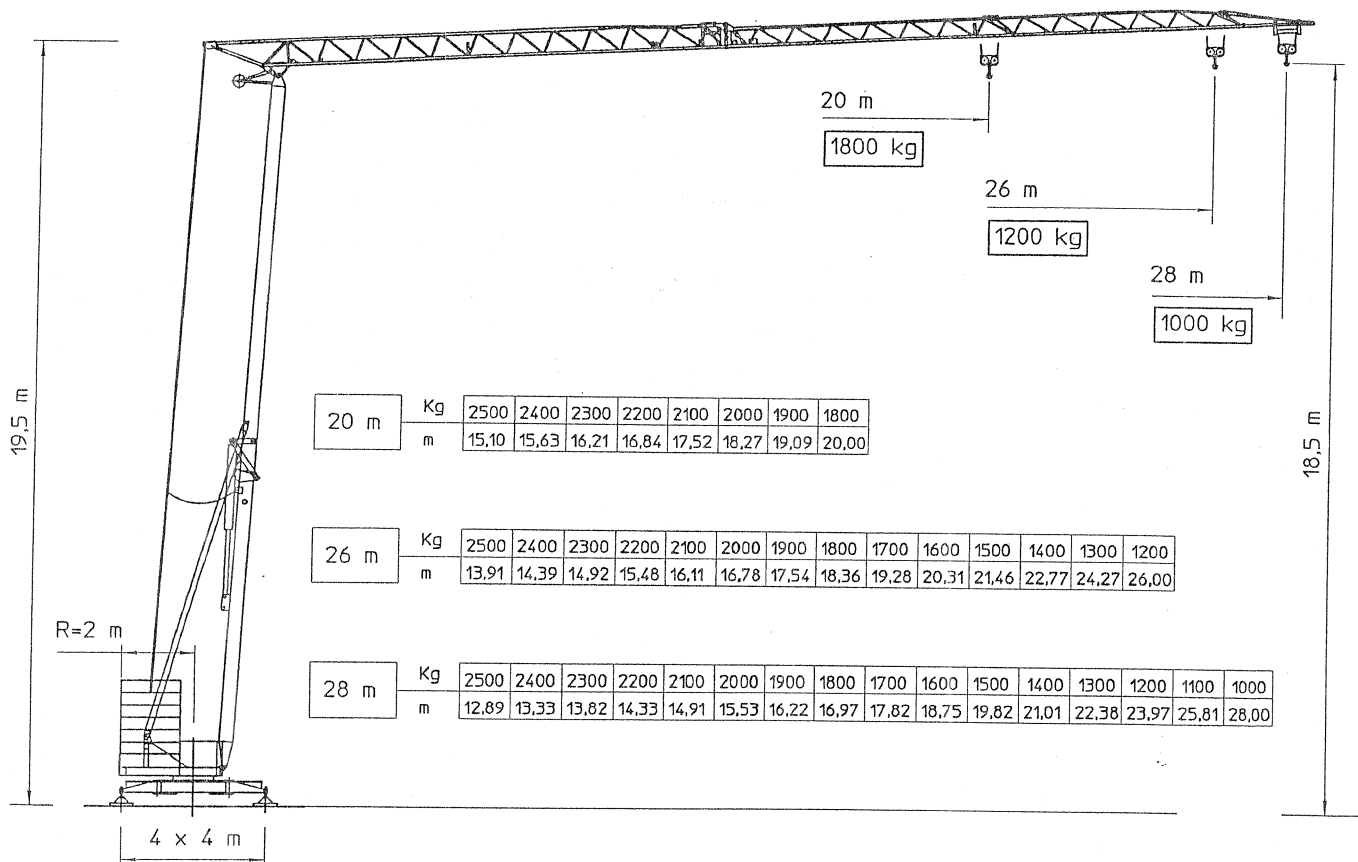 20 m
1800 kg
26 m
1200 kg
28 m
1000 kg
19,5 m
18,5 m
20 m
Kg 2500 2400 2300 2200 2100 2000 1900 1800
m 15,10 15,63 16,21 16,84 17,52 18,27 19,09 20,00
26 m
Kg 2500 2400 2300 2200 2100 2000 1900 1800 1700 1600 1500 1400 1300 1200
m 13,91 14,39 14,92 15,48 16,11 16,78 17,54 18,36 19,28 20,31 21,46 22,77 24,27 26,00
R=2 m
28 m
Kg 2500 2400 2300 2200 2100 2000 1900 1800 1700 1600 1500 1400 1300 1200 1100 1000
m 12,89 13,33 13,82 14,33 14,91 15,53 16,22 16,97 17,82 18,75 19,82 21,01 22,38 23,97 25,81 28,00
4 x 4 m